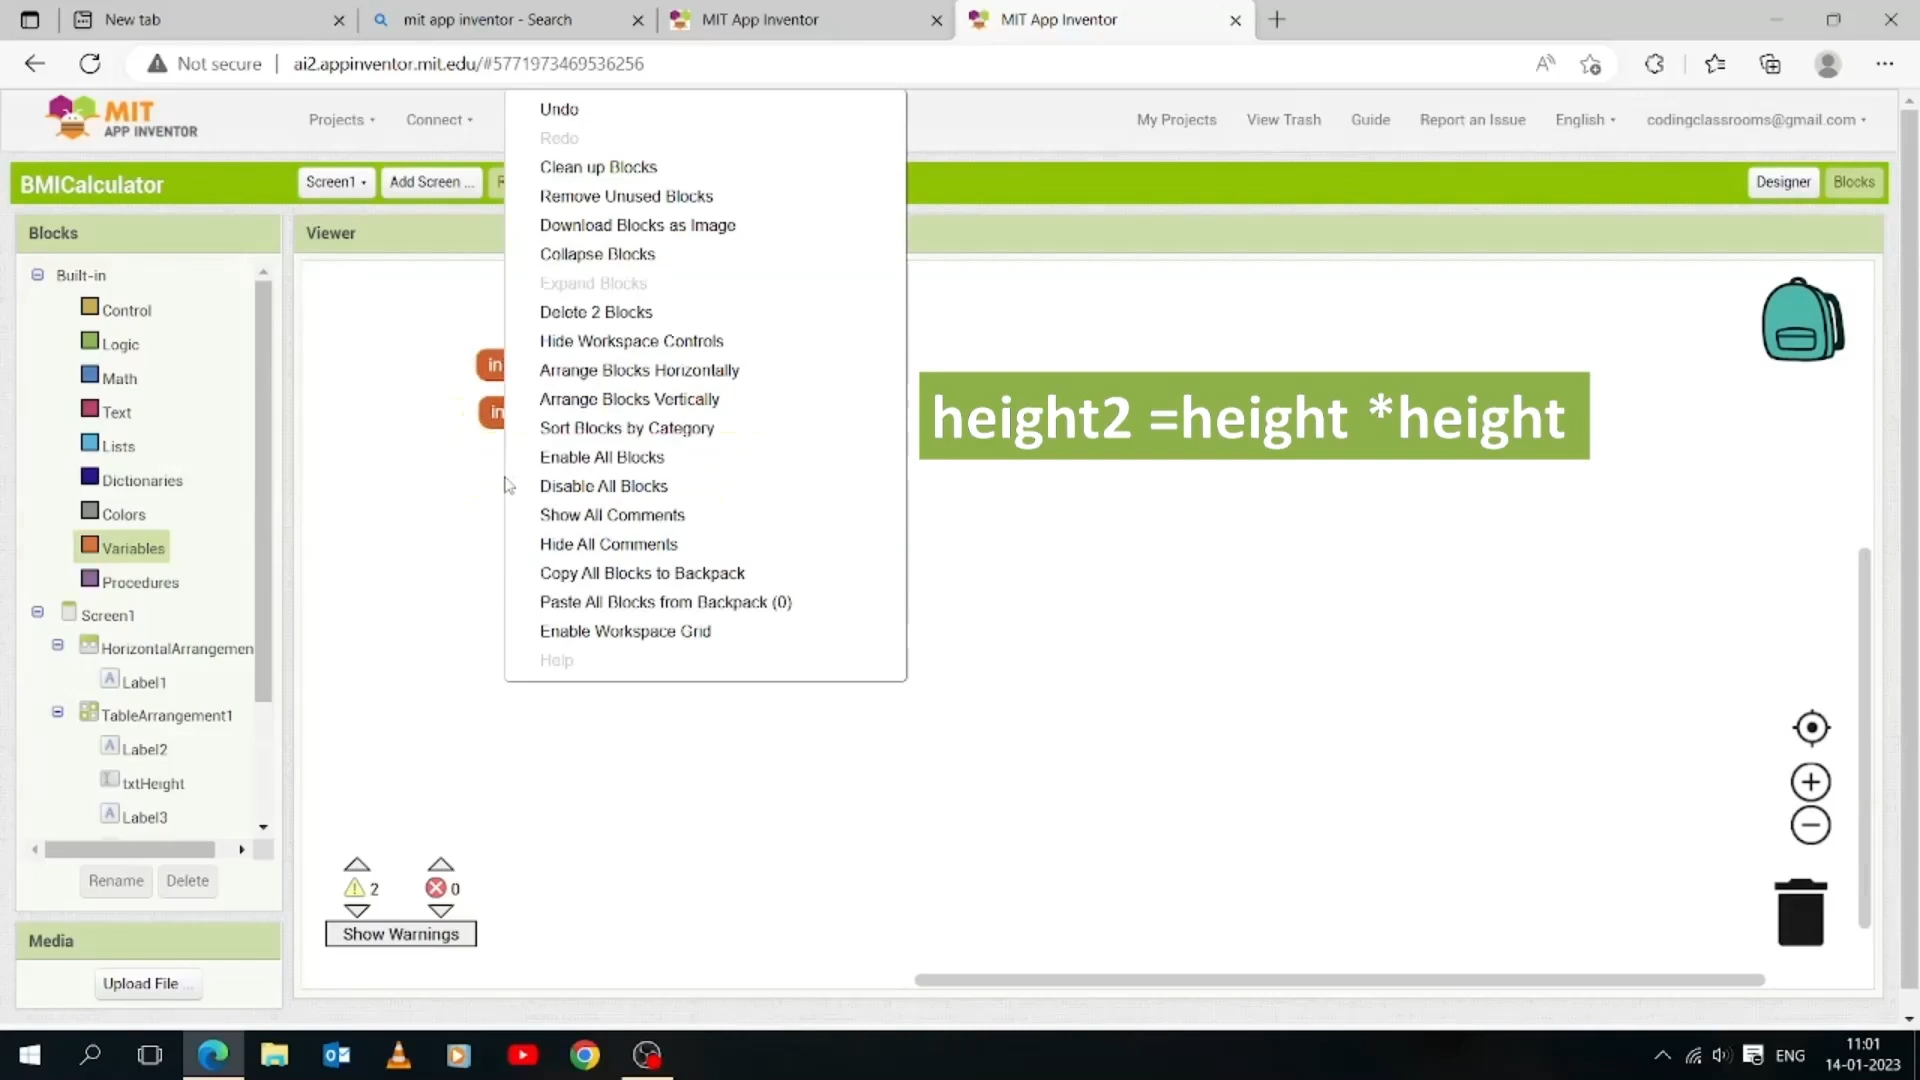 New tab
mit app inventor - Search
MIT App Inventor
MIT App Inventor
Not secure
ai2.appinventor.mit.edu/#5771973469536256
MIT
APP INVENTOR
Projects
Connect
My Projects
View Trash
Guide
Report an Issue
English
codingclassrooms@gmail.com
BMICalculator
Screen1
Add Screen ...
Designer
Blocks
Blocks
Viewer
Built-in
Control
Logic
Math
Text
Lists
Dictionaries
Colors
Variables
Procedures
Screen1
HorizontalArrangemen
Label1
TableArrangement1
Label2
txtHeight
Label3
Rename
Delete
Media
Upload File ...
in
in
Undo
Redo
Clean up Blocks
Remove Unused Blocks
Download Blocks as Image
Collapse Blocks
Expand Blocks
Delete 2 Blocks
Hide Workspace Controls
Arrange Blocks Horizontally
Arrange Blocks Vertically
Sort Blocks by Category
Enable All Blocks
Disable All Blocks
Show All Comments
Hide All Comments
Copy All Blocks to Backpack
Paste All Blocks from Backpack (0)
Enable Workspace Grid
Help
height2 =height *height
2
0
Show Warnings
ENG
11:01
14-01-2023